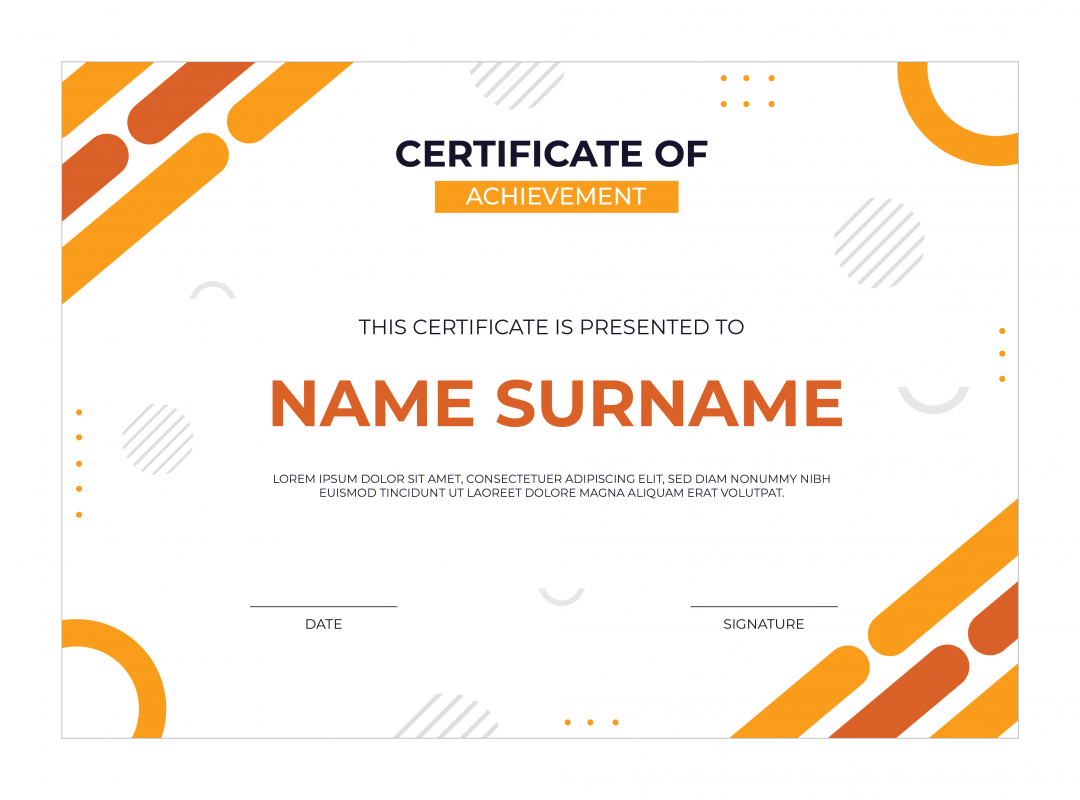 CERTIFICATE OF
ACHIEVEMENT
THIS CERTIFICATE IS PRESENTED TO
NAME SURNAME
LOREM IPSUM DOLOR SIT AMET, CONSECTETUER ADIPISCING ELIT, SED DIAM NONUMMY NIBH
EUISMOD TINCIDUNT UT LAOREET DOLORE MAGNA ALIQUAM ERAT VOLUTPAT.
DATE
SIGNATURE